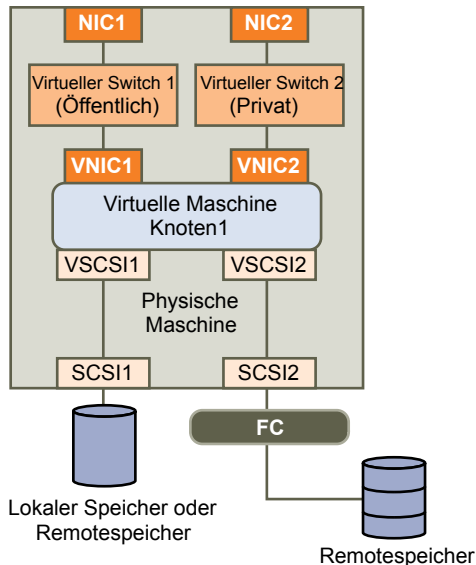 NIC1
NIC2
Virtueller Switch 1
(Öffentlich)
Virtueller Switch 2
(Privat)
VNIC1
VNIC2
Virtuelle Maschine
Knoten1
VSCSI1
VSCSI2
Physische
Maschine
SCSI1
SCSI2
FC
Lokaler Speicher oder
Remotespeicher
Remotespeicher